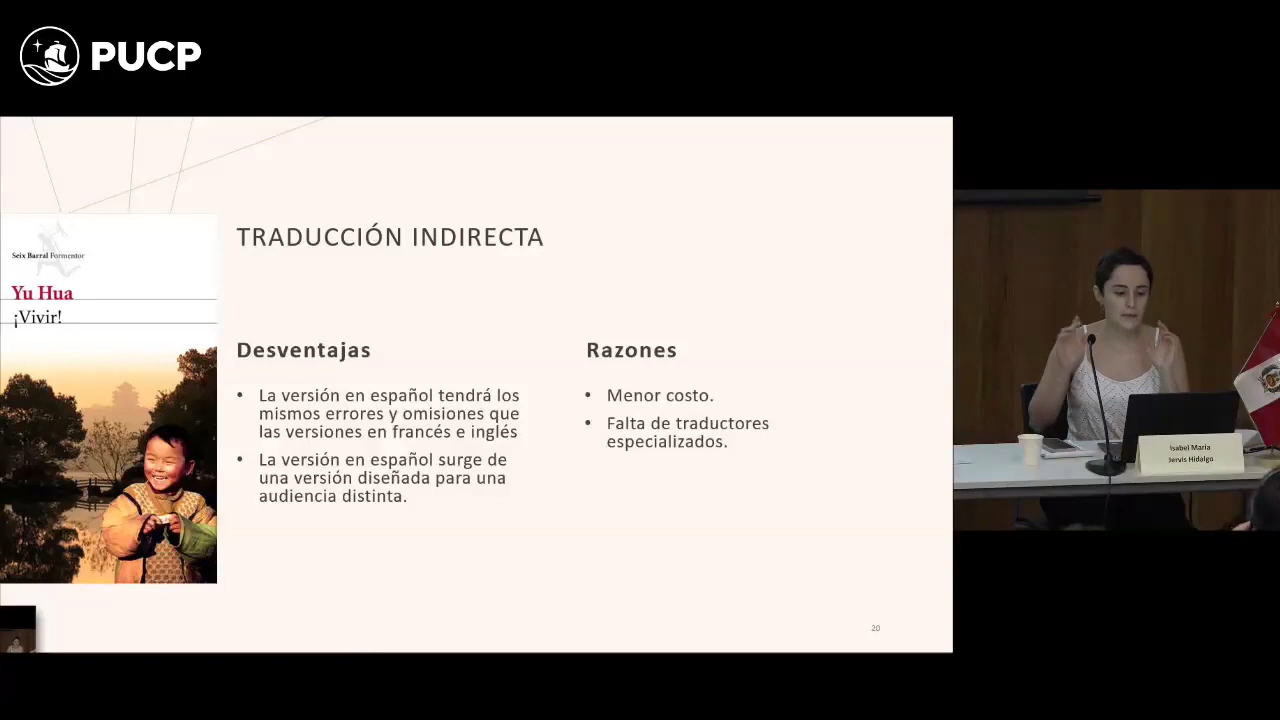 PUCP
TRADUCCIÓN INDIRECTA
Seix Barral Formentor
Yu Hua
¡Vivir!
Desventajas
• La versión en español tendrá los
mismos errores y omisiones que
las versiones en francés e inglés
• La versión en español surge de
una versión diseñada para una
audiencia distinta.
Razones
• Menor costo.
• Falta de traductores
especializados.
20
Isabel María
Jervis Hidalgo